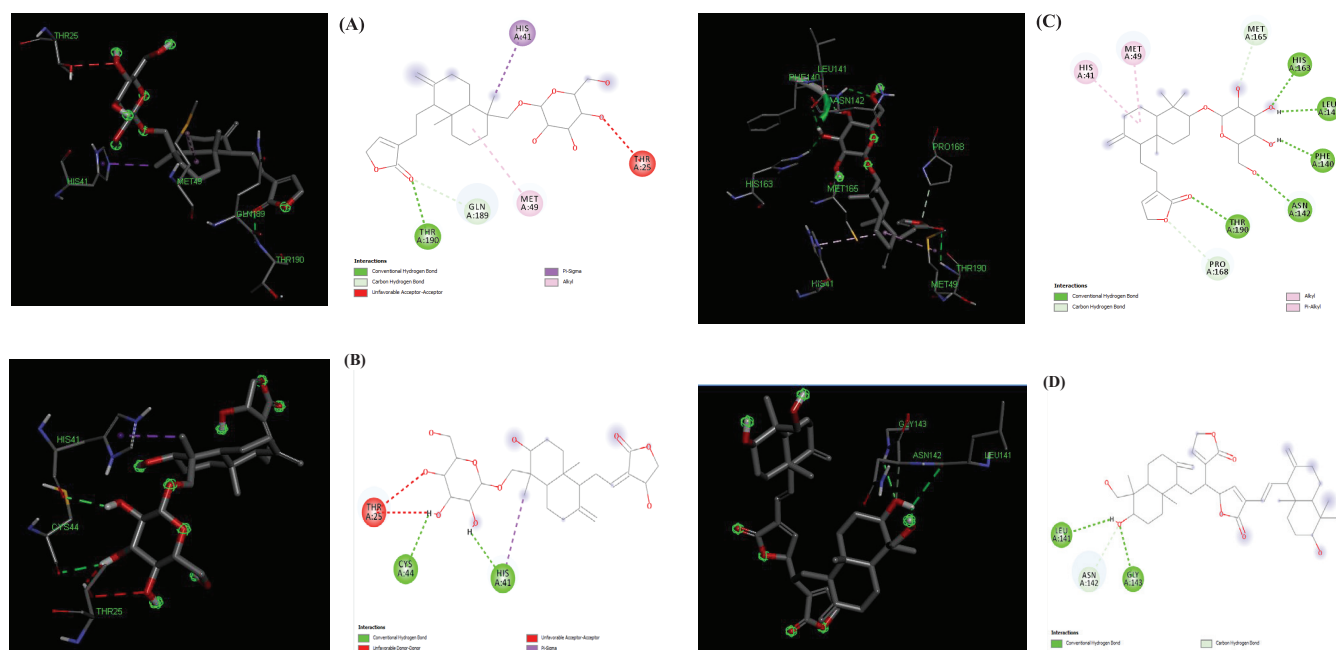 (A)
THR25
HIS41
MET49
GLN189
THR190
HIS
A:41
THR
A:25
MET
A:49
GLN
A:189
THR
A:190
O
O
O
O
O
O
O
O
Interactions
Conventional Hydrogen Bond
Carbon Hydrogen Bond
Unfavorable Acceptor-Acceptor
Pi-Sigma
Alkyl
(C)
LEU141
PHE140
ASN142
PRO168
HIS163
MET165
THR190
HIS41
MET49
MET
A:165
MET
A:49
HIS
A:41
HIS
A:163
PHE
A:140
ASN
A:142
THR
A:190
PRO
A:168
H
H
O
O
O
O
O
O
O
O
Interactions
Conventional Hydrogen Bond
Carbon Hydrogen Bond
Alkyl
Pi-Alkyl
(B)
HIS41
CYS44
THR25
THR
A:25
CYS
A:44
HIS
A:41
H
H
O
O
O
O
O
O
O
O
O
O
Interactions
Conventional Hydrogen Bond
Unfavorable Donor-Donor
Unfavorable Acceptor-Acceptor
Pi-Sigma
(D)
GLY143
ASN142
LEU141
LEU
A:141
ASN
A:142
GLY
A:143
H
O
O
O
O
O
O
O
Interactions
Conventional Hydrogen Bond
Carbon Hydrogen Bond